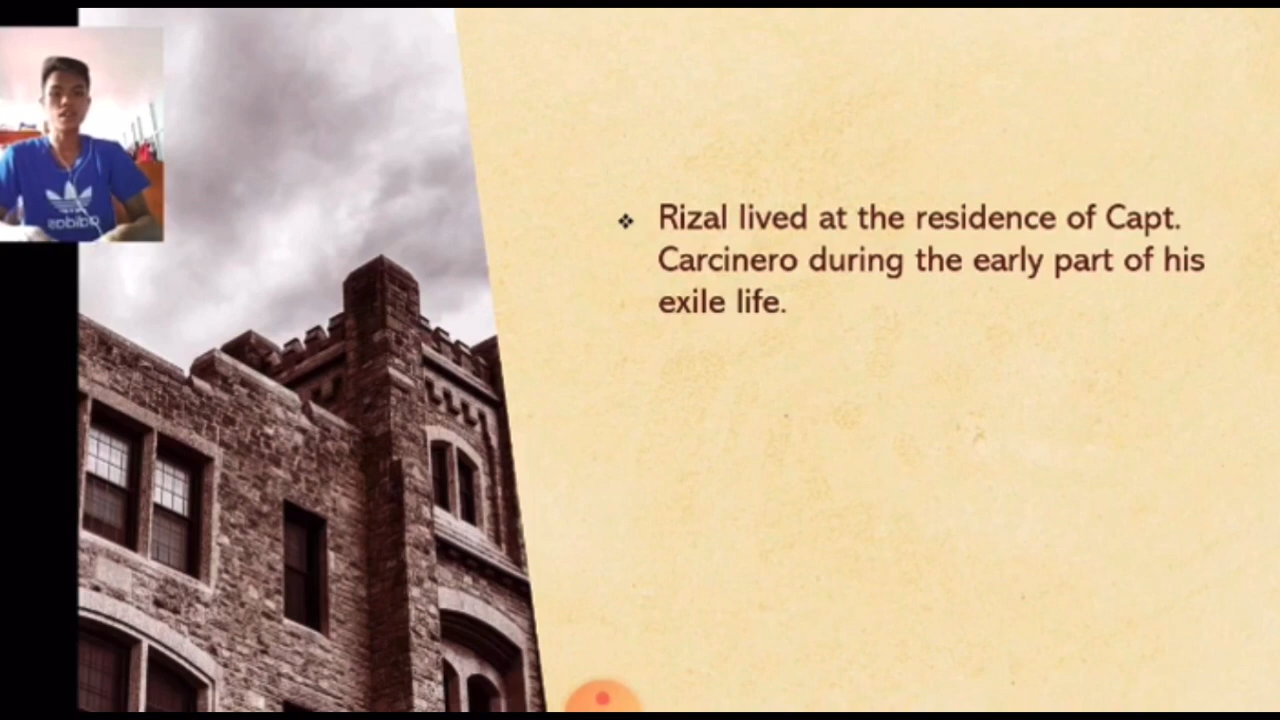 Rizal lived at the residence of Capt.
Carcinero during the early part of his
exile life.
adidas